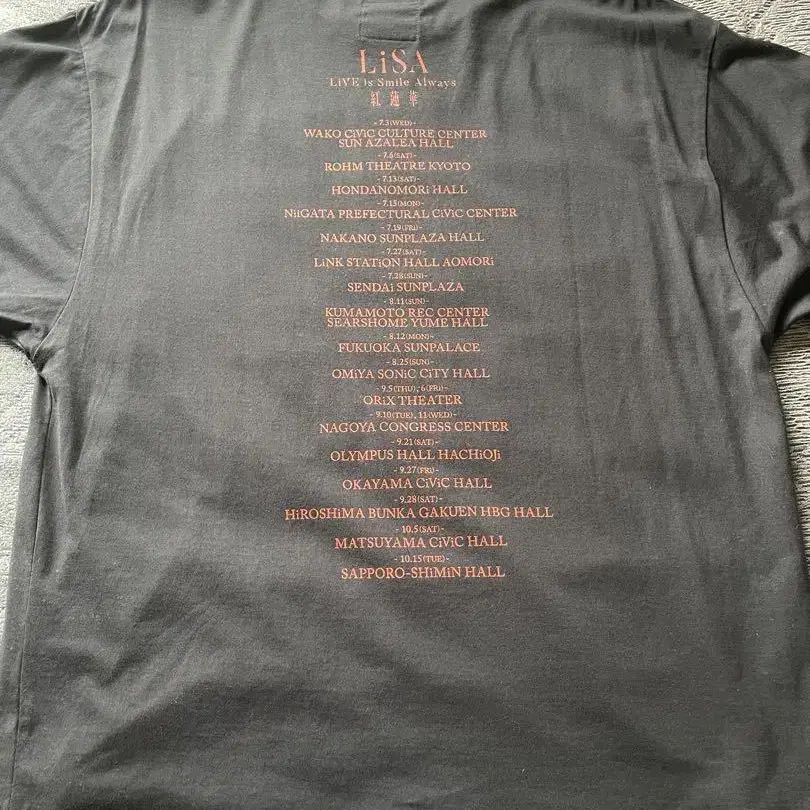 LiSA
LiVE is Smile Always
紅蓮華
- 7.3(WED)-
WAKO CiViC CULTURE CENTER
SUN AZALEA HALL
- 7.6(SAT)-
ROHM THEATRE KYOTO
- 7.13(SAT)-
HONDANOMORi HALL
- 7.15(MON)-
NiiGATA PREFECTURAL CiViC CENTER
- 7.19(FRi)-
NAKANO SUNPLAZA HALL
- 7.27(SAT)-
LiNK STATiON HALL AOMORi
- 7.28(SUN)-
SENDAi SUNPLAZA
- 8.11(SUN)-
KUMAMOTO REC CENTER
SEARSHOME YUME HALL
- 8.12(MON)-
FUKUOKA SUNPALACE
- 8.25(SUN)-
OMiYA SONiC CiTY HALL
- 9.5(THU), 6(FRi)-
ORiX THEATER
- 9.10(TUE), 11(WED)-
NAGOYA CONGRESS CENTER
- 9.21(SAT)-
OLYMPUS HALL HACHiOJi
- 9.27(FRi)-
OKAYAMA CiViC HALL
- 9.28(SAT)-
HiROSHiMA BUNKA GAKUEN HBG HALL
- 10.5(SAT)-
MATSUYAMA CiViC HALL
- 10.15(TUE)-
SAPPORO-SHiMiN HALL